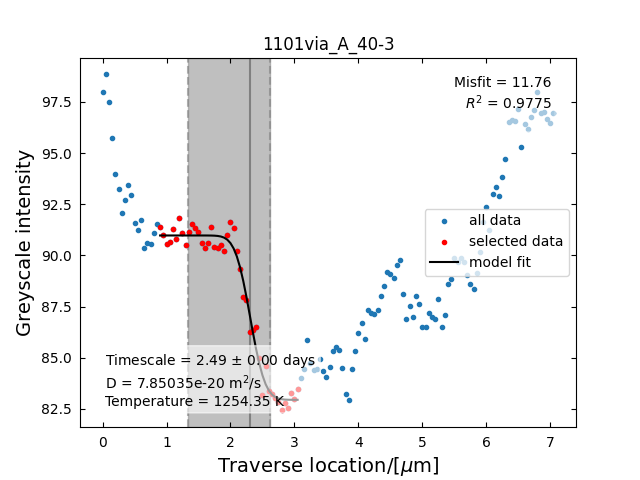 1101via_A_40-3
Misfit = 11.76
R² = 0.9775
97.5
95.0
92.5
90.0
87.5
85.0
82.5
Greyscale intensity
all data
selected data
model fit
Timescale = 2.49 ± 0.00 days
D = 7.85035e-20 m²/s
Temperature = 1254.35 K
0 1 2 3 4 5 6 7
Traverse location/[μm]